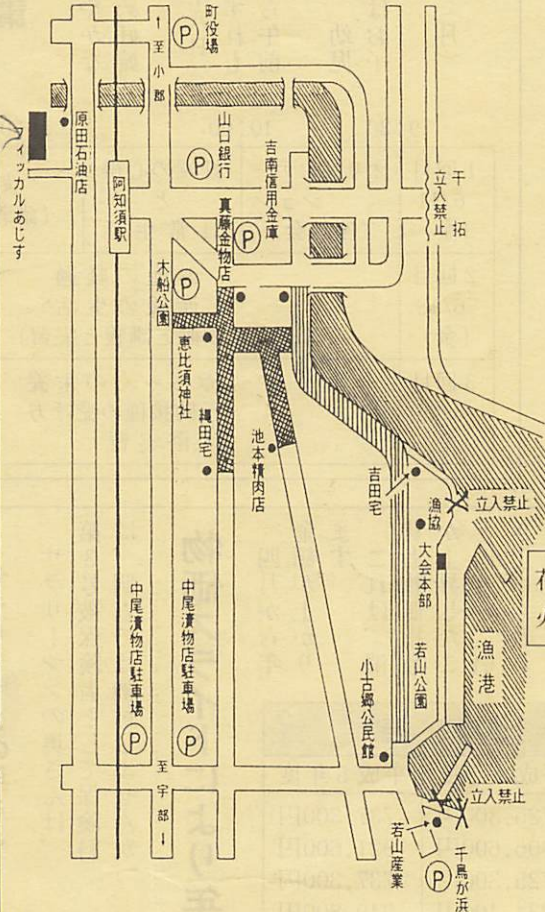 町役場
Ⓟ
↑至小郡
原田石油店
フィッカルあじす
阿知須駅
山口銀行
Ⓟ
吉南信用金庫
真藤金物店
Ⓟ
干拓
立入禁止
木船公園
Ⓟ
恵比須神社
縄田宅
池本精肉店
吉田宅
漁協
立入禁止
大会本部
花火
漁港
若山公園
中尾漬物店駐車場
Ⓟ
中尾漬物店駐車場
Ⓟ
小古郷公民館
至宇部→
立入禁止
若山産業
Ⓟ
千鳥が浜